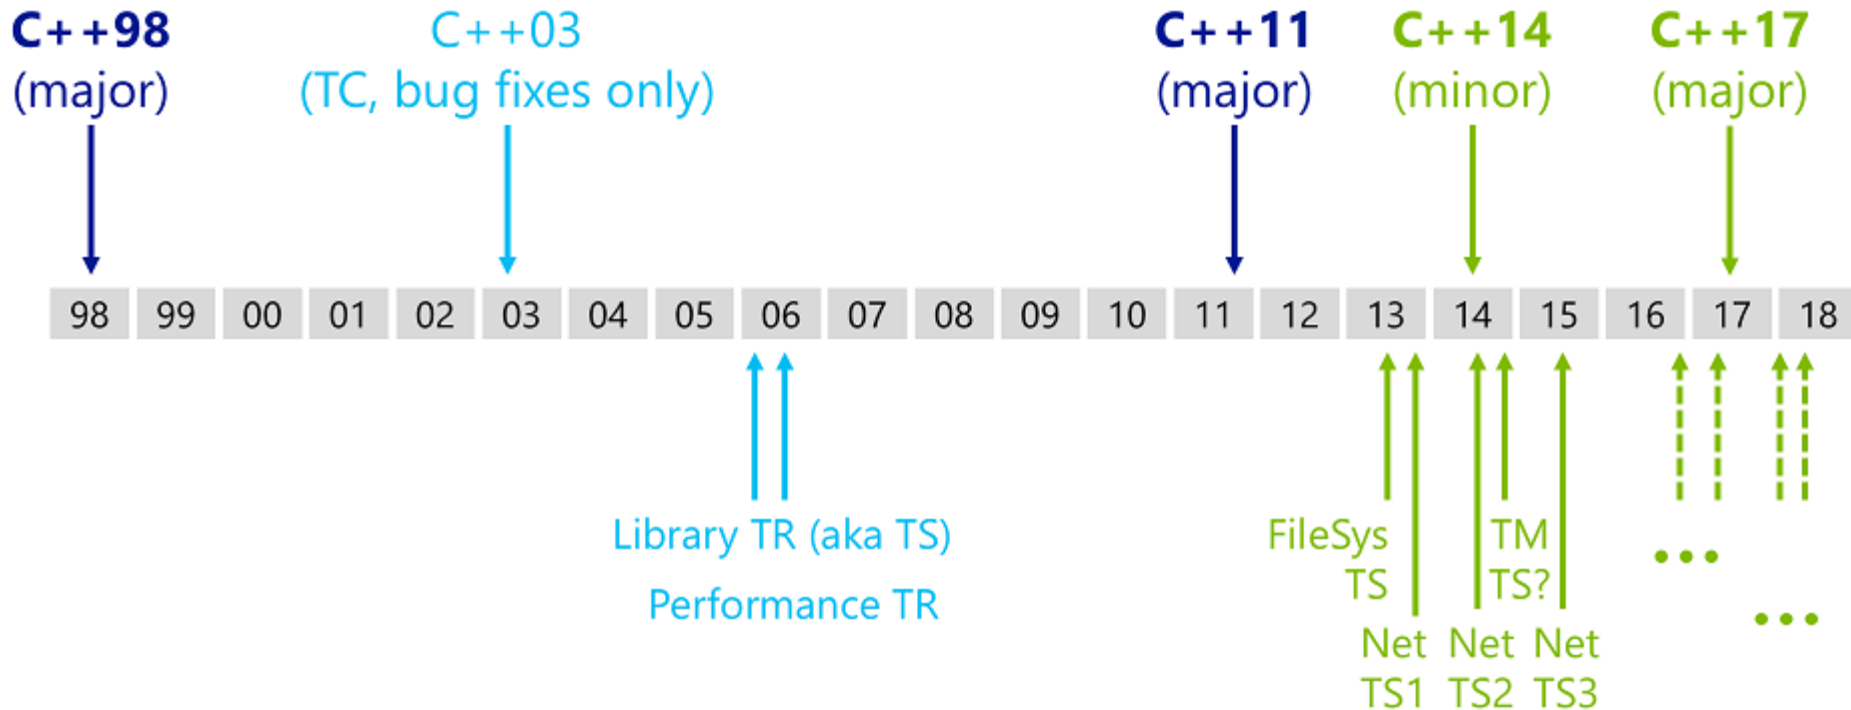 C++98
(major)
C++03
(TC, bug fixes only)
C++11
(major)
C++14
(minor)
C++17
(major)
98 99 00 01 02 03 04 05 06 07 08 09 10 11 12 13 14 15 16 17 18
Library TR (aka TS)
Performance TR
FileSys
TS
TM
TS?
Net
TS1
Net
TS2
Net
TS3
...
...